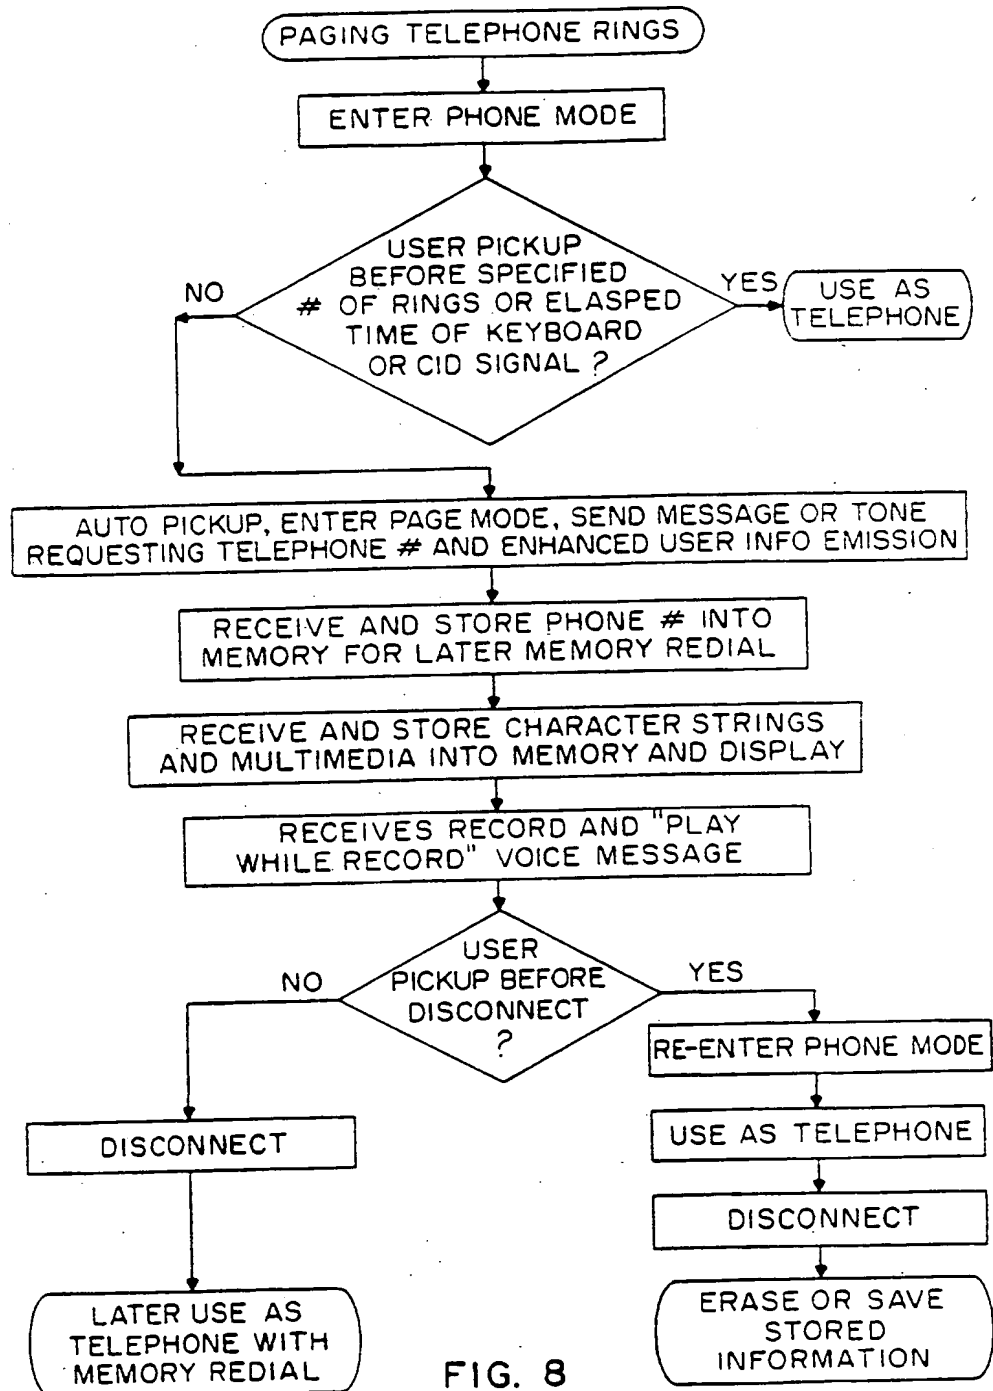 PAGING TELEPHONE RINGS
ENTER PHONE MODE
USER PICKUP
BEFORE SPECIFIED
# OF RINGS OR ELASPED
TIME OF KEYBOARD
OR CID SIGNAL ?
NO
YES
USE AS
TELEPHONE
AUTO PICKUP, ENTER PAGE MODE, SEND MESSAGE OR TONE
REQUESTING TELEPHONE # AND ENHANCED USER INFO EMISSION
RECEIVE AND STORE PHONE # INTO
MEMORY FOR LATER MEMORY REDIAL
RECEIVE AND STORE CHARACTER STRINGS
AND MULTIMEDIA INTO MEMORY AND DISPLAY
RECEIVES RECORD AND "PLAY
WHILE RECORD" VOICE MESSAGE
USER
PICKUP BEFORE
DISCONNECT
?
NO
YES
RE-ENTER PHONE MODE
USE AS TELEPHONE
DISCONNECT
ERASE OR SAVE
STORED
INFORMATION
DISCONNECT
LATER USE AS
TELEPHONE WITH
MEMORY REDIAL
FIG. 8